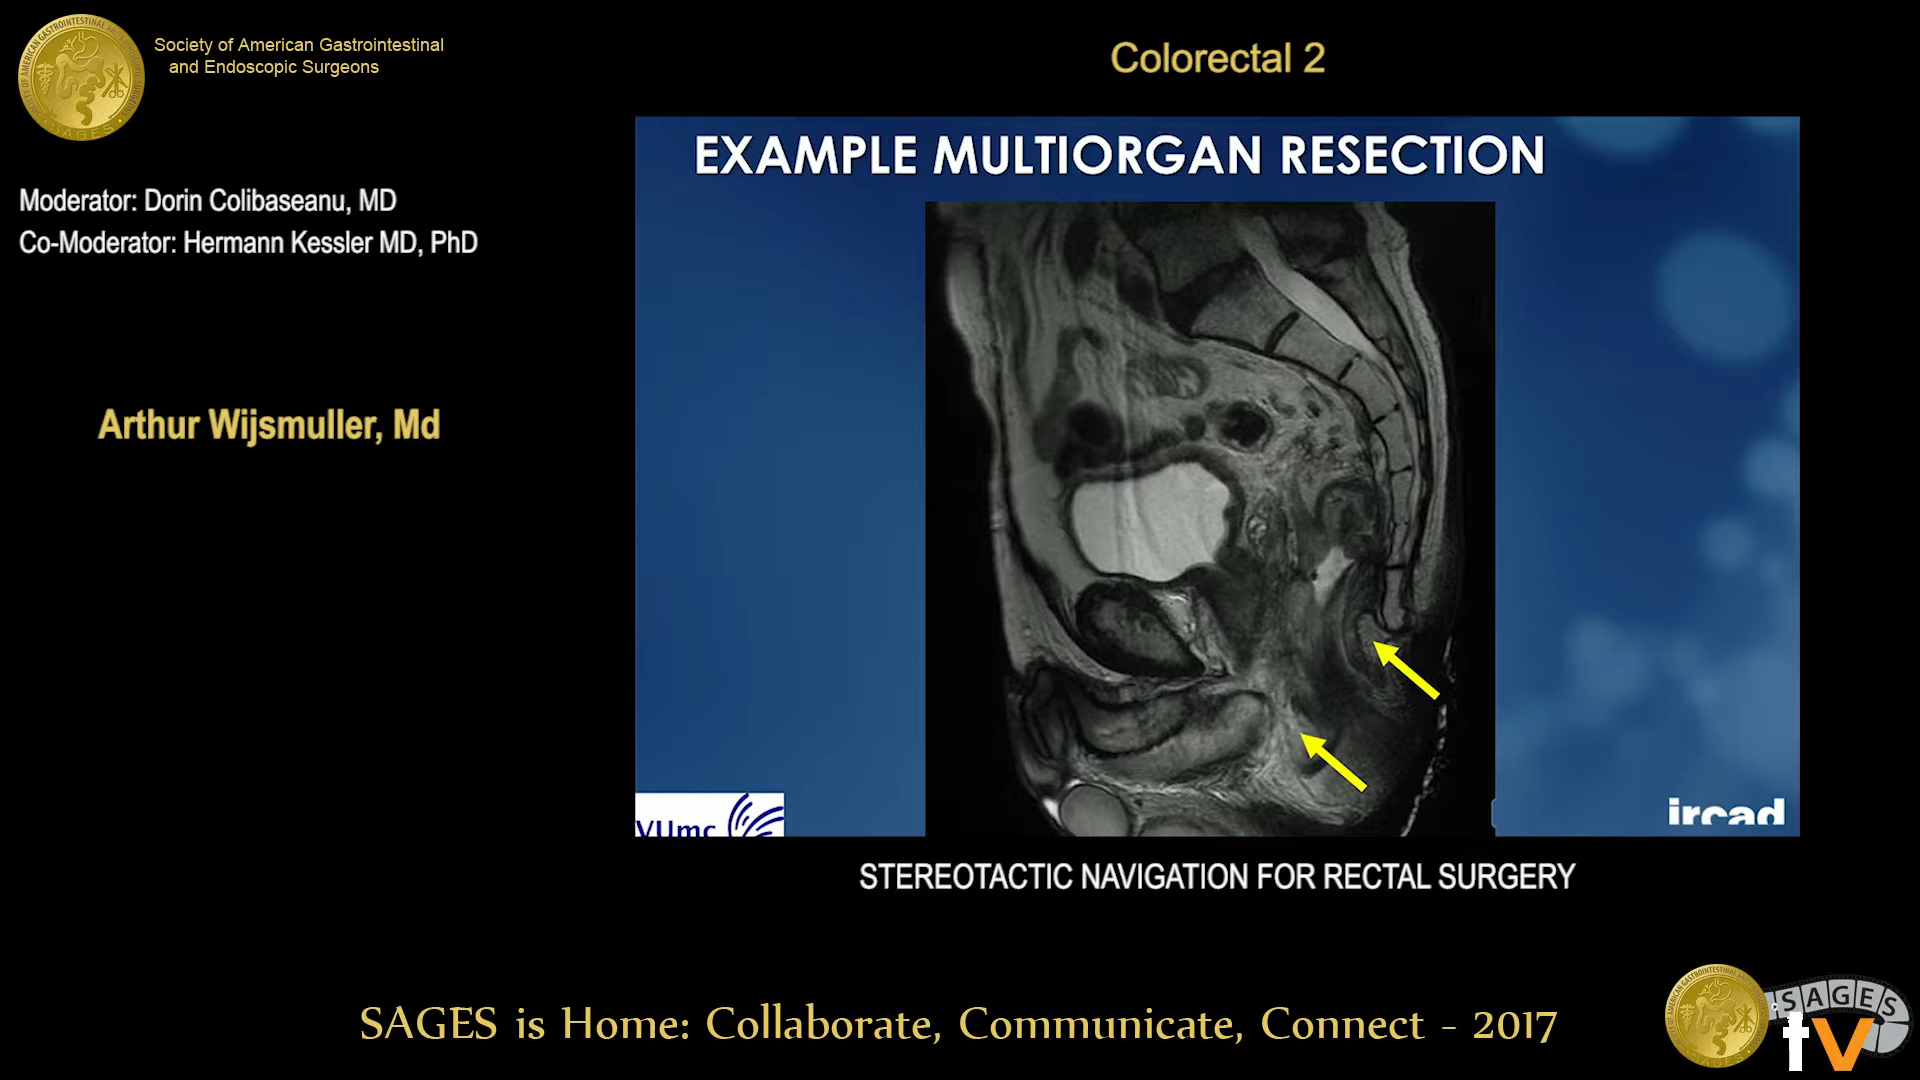 Society of American Gastrointestinal
and Endoscopic Surgeons
SAGES
Colorectal 2
Moderator: Dorin Colibaseanu, MD
Co-Moderator: Hermann Kessler MD, PhD
Arthur Wijsmuller, Md
EXAMPLE MULTIORGAN RESECTION
VUmc
ircad
STEREOTACTIC NAVIGATION FOR RECTAL SURGERY
SAGES is Home: Collaborate, Communicate, Connect - 2017
SAGES
tv